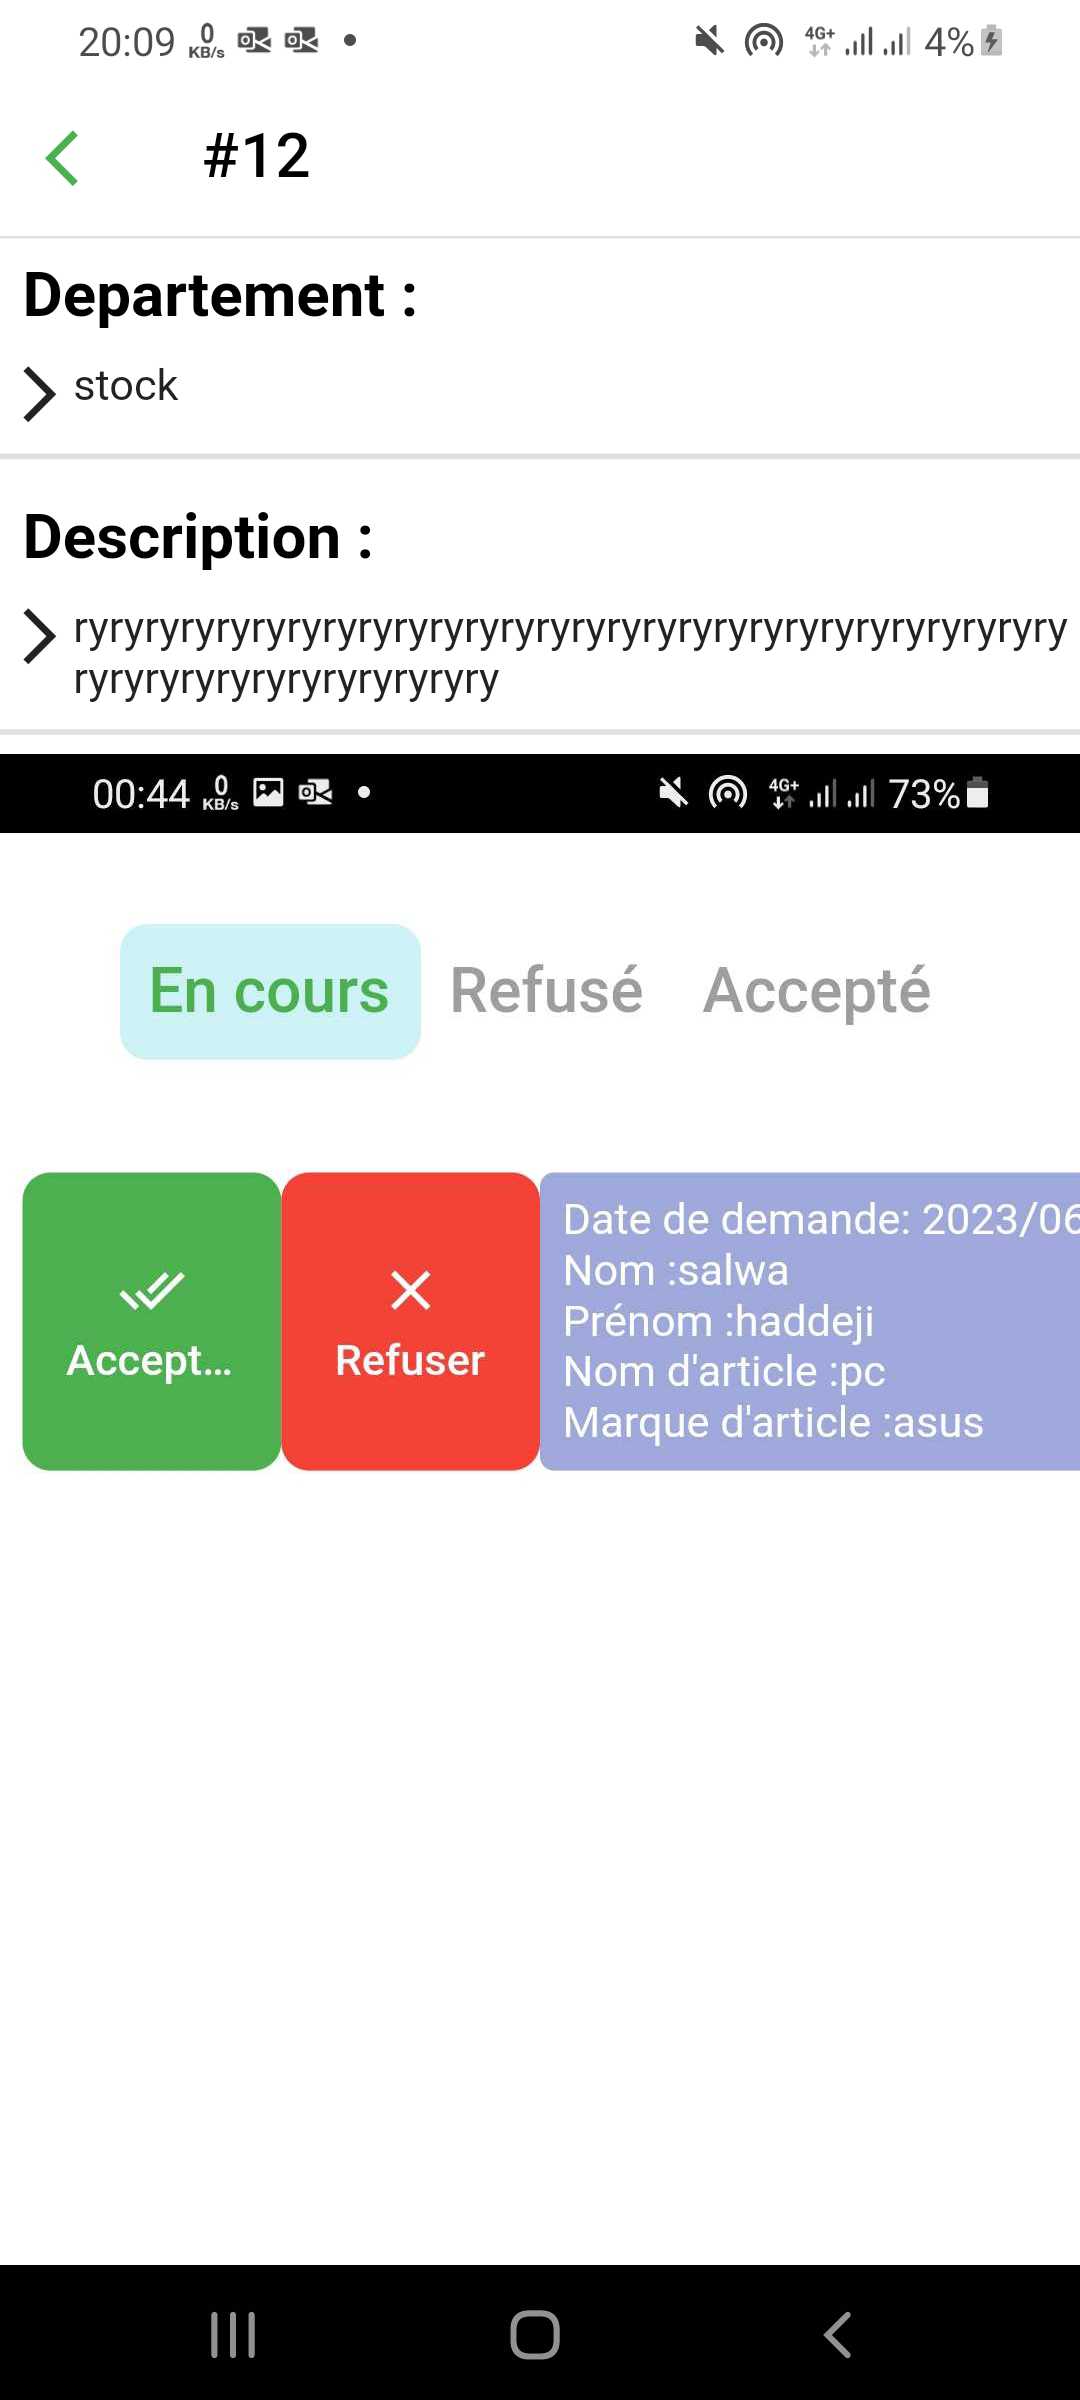 20:09 0 KB/s 4G+ 4%
#12
Departement :
stock
Description :
ryryryryryryryryryryryryryryryryryryryryryryryryryryryry
ryryryryryryryryryryryry
00:44 0 KB/s 4G+ 73%
En cours Refusé Accepté
Accept...
Refuser
Date de demande: 2023/06
Nom :salwa
Prénom :haddeji
Nom d'article :pc
Marque d'article :asus